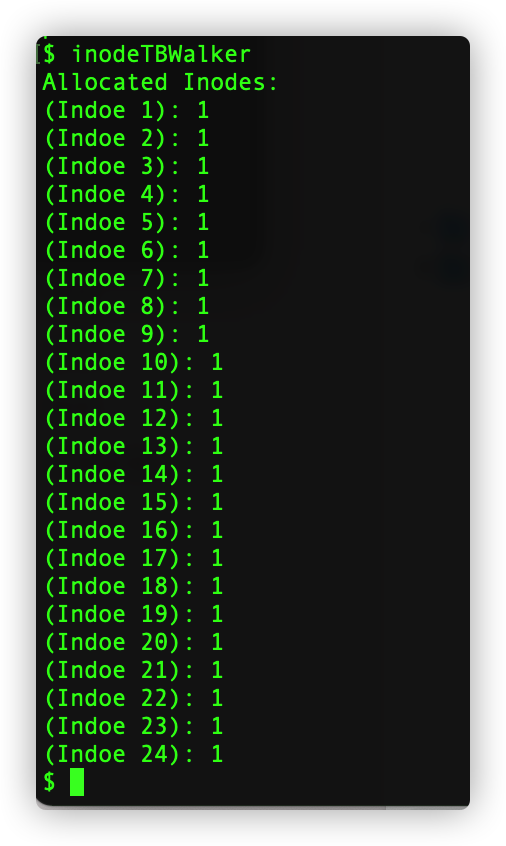 $ inodeTBWalker
Allocated Inodes:
(Indoe 1): 1
(Indoe 2): 1
(Indoe 3): 1
(Indoe 4): 1
(Indoe 5): 1
(Indoe 6): 1
(Indoe 7): 1
(Indoe 8): 1
(Indoe 9): 1
(Indoe 10): 1
(Indoe 11): 1
(Indoe 12): 1
(Indoe 13): 1
(Indoe 14): 1
(Indoe 15): 1
(Indoe 16): 1
(Indoe 17): 1
(Indoe 18): 1
(Indoe 19): 1
(Indoe 20): 1
(Indoe 21): 1
(Indoe 22): 1
(Indoe 23): 1
(Indoe 24): 1
$